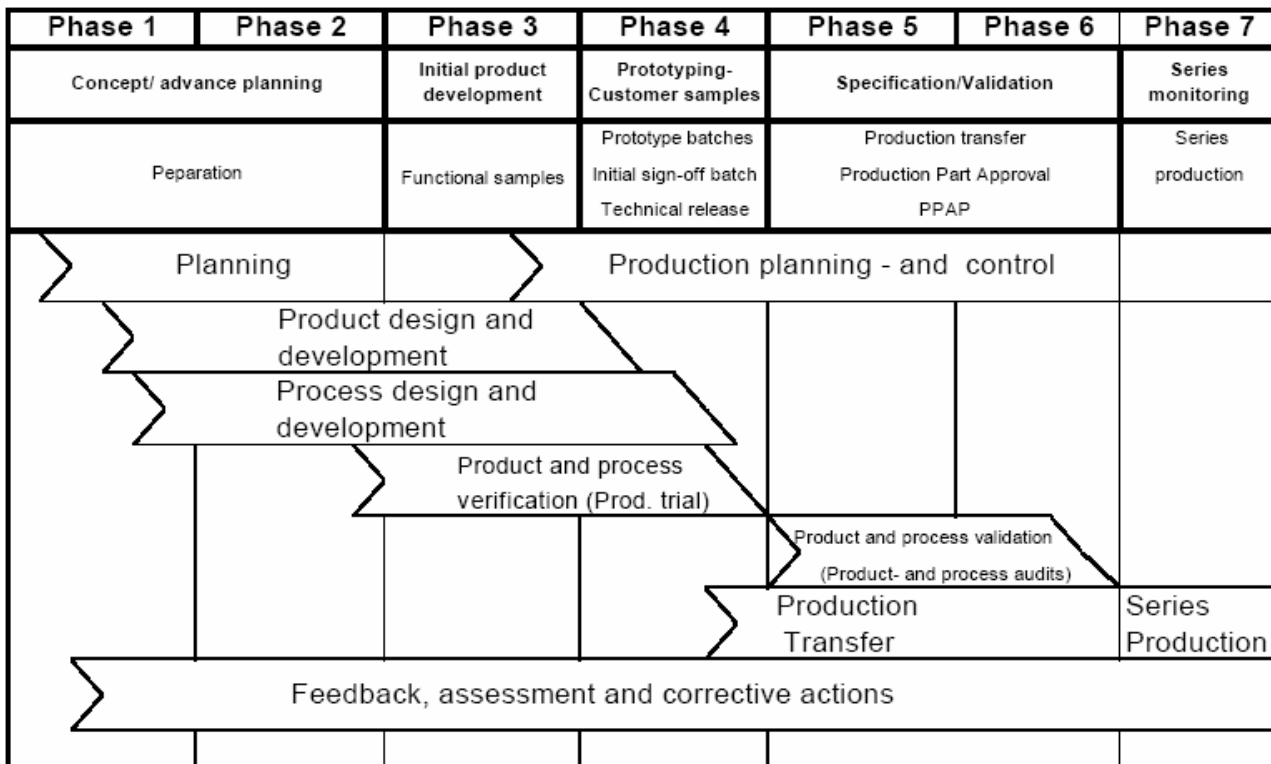 Phase 1 Phase 2 Phase 3 Phase 4 Phase 5 Phase 6 Phase 7
Concept/ advance planning
Initial product
development
Prototyping-
Customer samples
Specification/Validation
Series
monitoring
Peparation
Functional samples
Prototype batches
Initial sign-off batch
Technical release
Production transfer
Production Part Approval
PPAP
Series
production
Planning
Production planning - and control
Product design and
development
Process design and
development
Product and process
verification (Prod. trial)
Product and process validation
(Product- and process audits)
Production
Transfer
Series
Production
Feedback, assessment and corrective actions